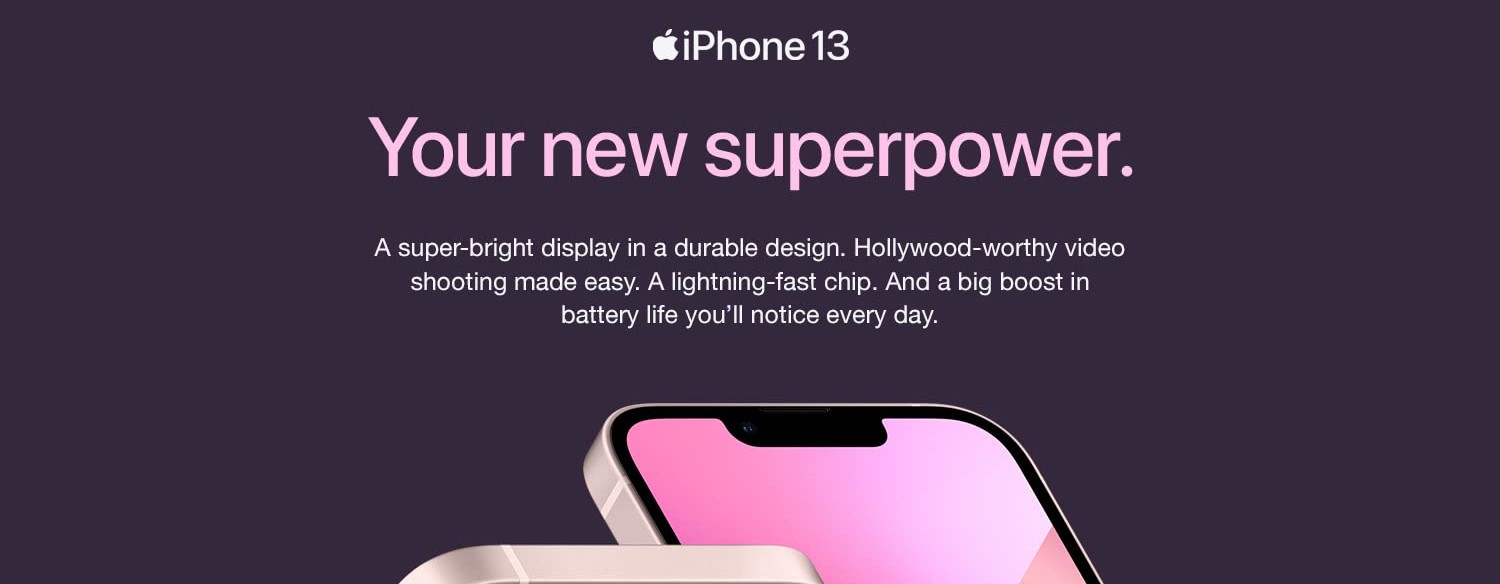 iPhone 13
Your new superpower.
A super-bright display in a durable design. Hollywood-worthy video
shooting made easy. A lightning-fast chip. And a big boost in
battery life you’ll notice every day.